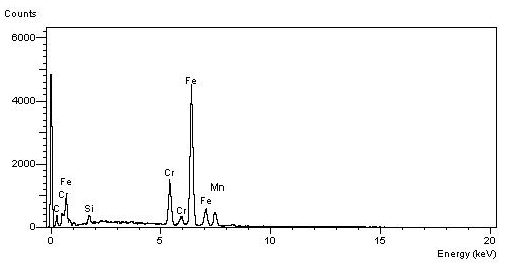 Counts
6000
Fe
4000
2000
Cr
Fe
Mn
Cr
Fe
C
Si
Cr
0
0
5
10
15
20
Energy (keV)